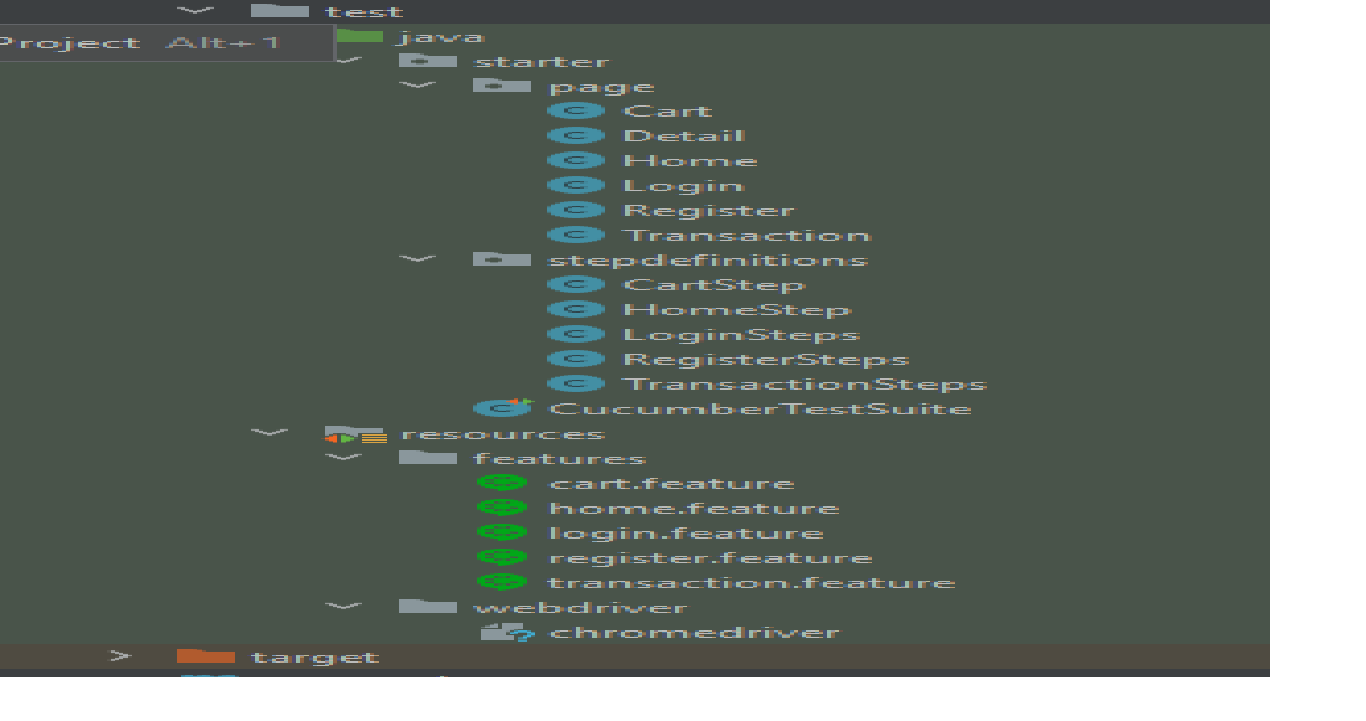 test
java
Project Alt+1
starter
page
Cart
Detail
Home
Login
Register
Transaction
stepdefinitions
CartStep
HomeStep
LoginSteps
RegisterSteps
TransactionSteps
CucumberTestSuite
resources
features
cart.feature
home.feature
login.feature
register.feature
transaction.feature
webdriver
chromedriver
target